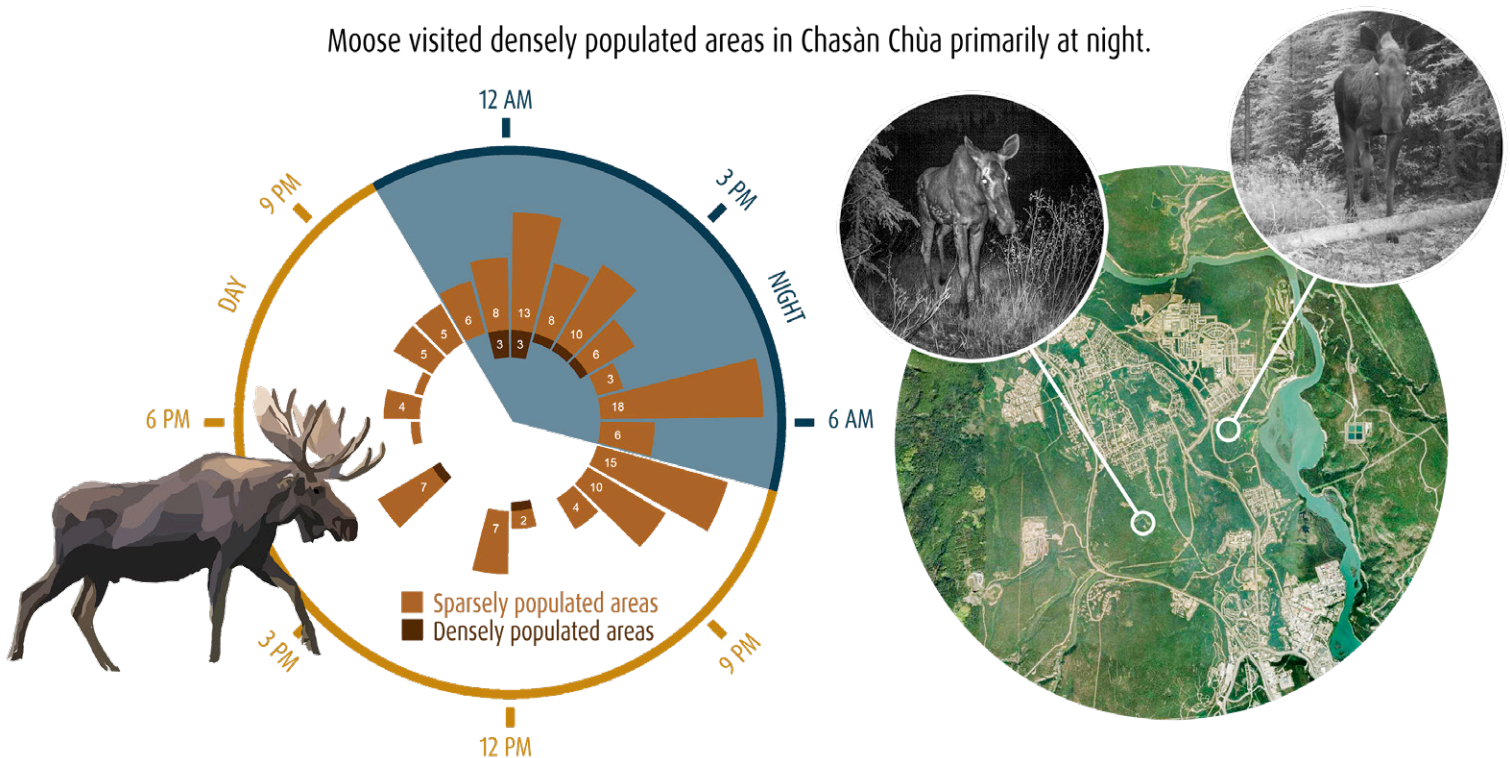 Moose visited densely populated areas in Chasàn Chùa primarily at night.
12 AM
3 PM
NIGHT
6 AM
9 PM
12 PM
3 PM
6 PM
DAY
9 PM
6
8
13
8
10
6
3
18
6
15
10
4
2
7
7
4
5
5
3
3
Sparsely populated areas
Densely populated areas